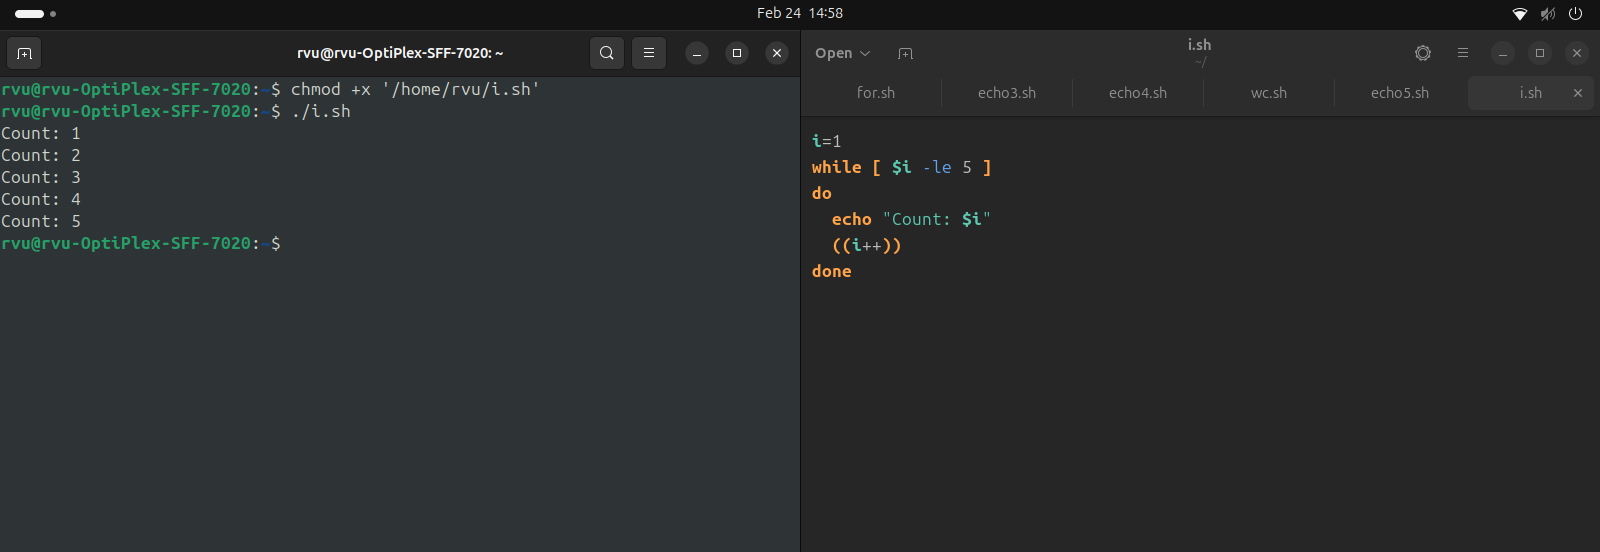 Feb 24 14:58
rvu@rvu-OptiPlex-SFF-7020: ~
rvu@rvu-OptiPlex-SFF-7020:~$ chmod +x '/home/rvu/i.sh'
rvu@rvu-OptiPlex-SFF-7020:~$ ./i.sh
Count: 1
Count: 2
Count: 3
Count: 4
Count: 5
rvu@rvu-OptiPlex-SFF-7020:~$
Open
i.sh
~/
for.sh echo3.sh echo4.sh wc.sh echo5.sh i.sh
i=1
while [ $i -le 5 ]
do
  echo "Count: $i"
  ((i++))
done